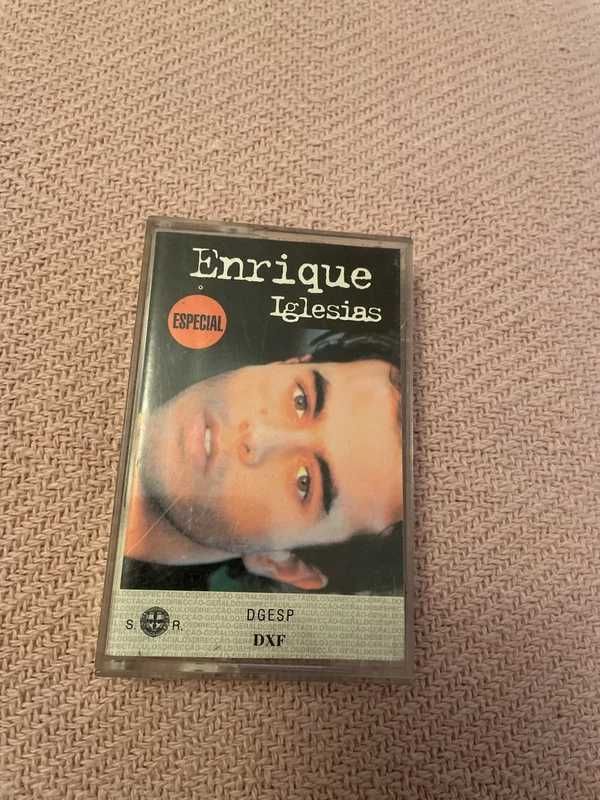 Enrique
Iglesias
ESPECIAL
DGESP
S. R.
DXF